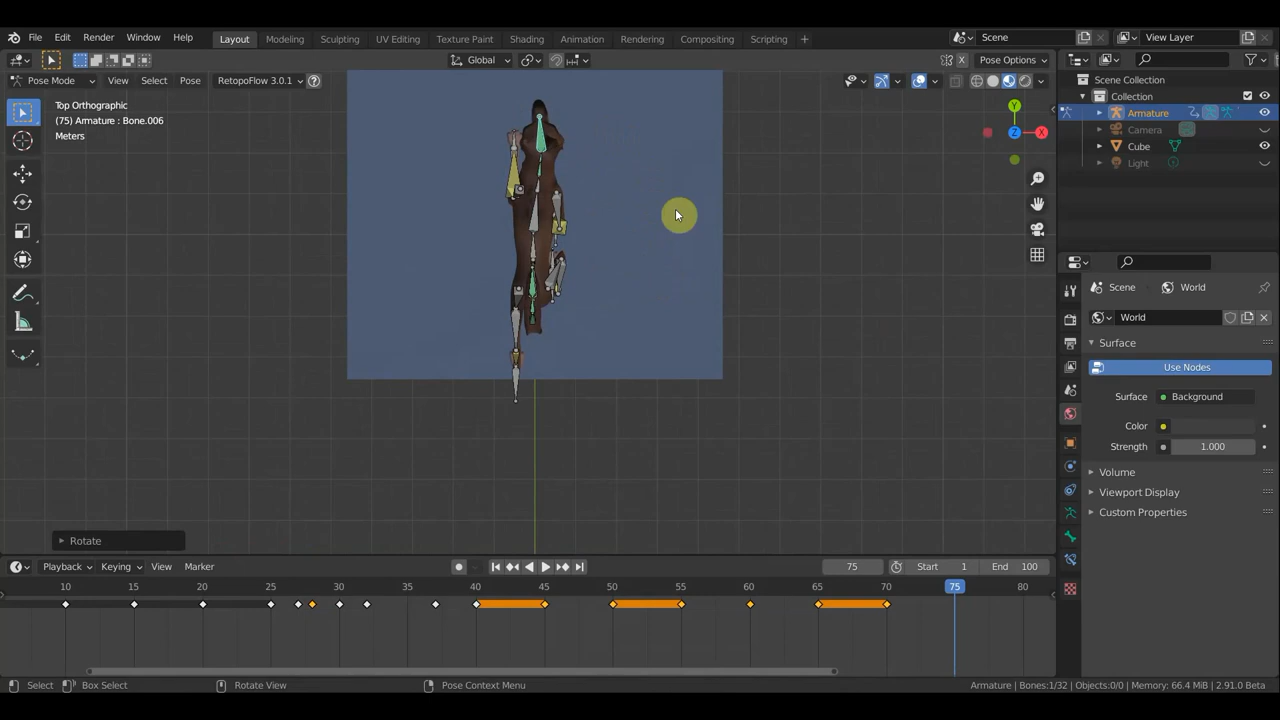 File Edit Render Window Help Layout Modeling Sculpting UV Editing Texture Paint Shading Animation Rendering Compositing Scripting + Scene View Layer
Global Pose Options
Pose Mode View Select Pose RetopoFlow 3.0.1 ?
Scene Collection
Collection
Armature
Camera
Cube
Light
Top Orthographic
(75) Armature : Bone.006
Meters
Y
X
Z
Scene World
World
Surface
Use Nodes
Surface Background
Color
Strength 1.000
Volume
Viewport Display
Custom Properties
Rotate
Playback Keying View Marker 75 Start 1 End 100
10 15 20 25 30 35 40 45 50 55 60 65 70 75 80
Select Box Select Rotate View Pose Context Menu Armature | Bones:1/32 | Objects:0/0 | Memory: 66.4 MiB | 2.91.0 Beta